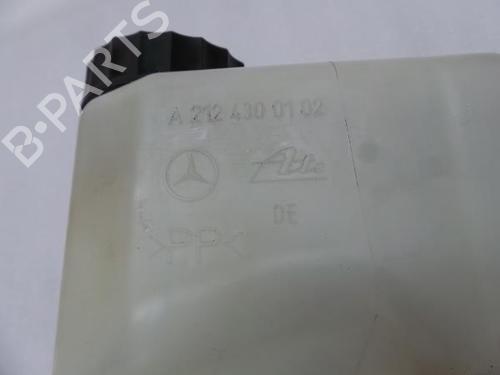 B-PARTS
A 212 430 01 02
Ate
DE
>PP<